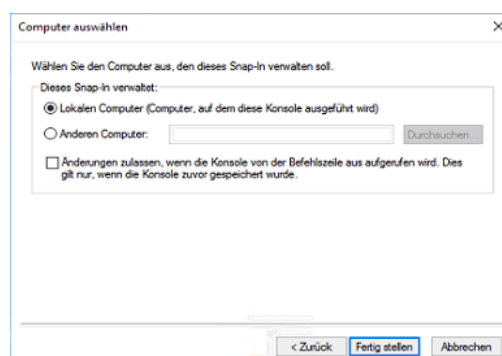 Computer auswählen
Wählen Sie den Computer aus, den dieses Snap-In verwalten soll.
Dieses Snap-In verwaltet:
Lokalen Computer (Computer, auf dem diese Konsole ausgeführt wird)
Anderen Computer:
Durchsuchen...
Änderungen zulassen, wenn die Konsole von der Befehlszeile aus aufgerufen wird. Dies
gilt nur, wenn die Konsole zuvor gespeichert wurde.
< Zurück Fertig stellen Abbrechen